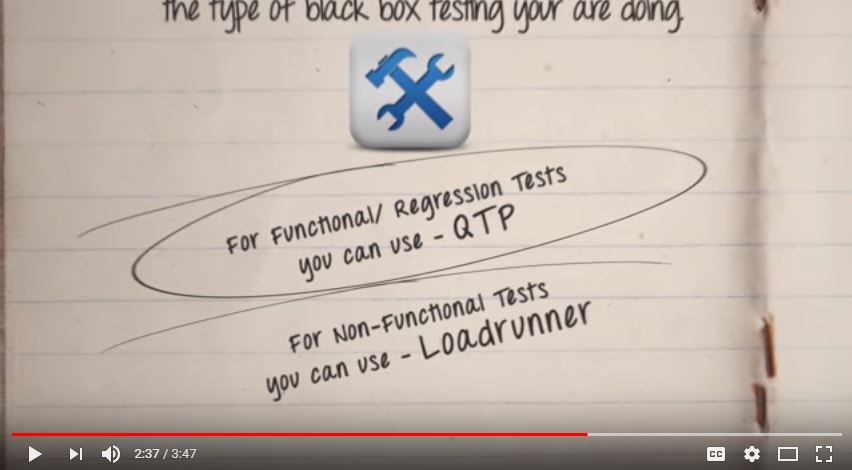 the type of black box testing your are doing.
For Functional/ Regression Tests
you can use - QTP
For Non-Functional Tests
you can use - Loadrunner
2:37 / 3:47
CC